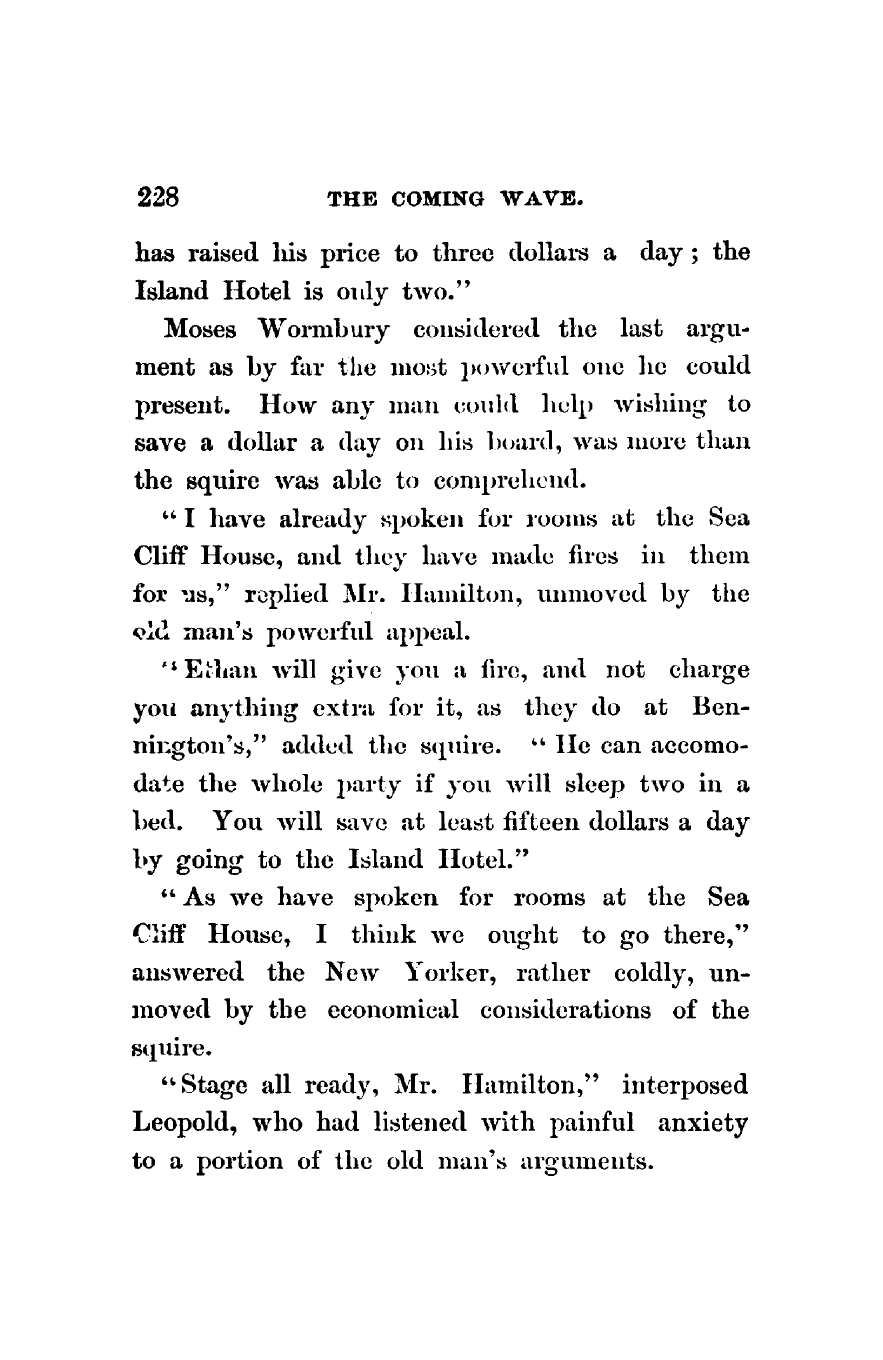 228 THE COMING WAVE.
has raised his price to three dollars a day; the
Island Hotel is only two."
Moses Wormbury considered the last argu-
ment as by far the most powerful one he could
present. How any man could help wishing to
save a dollar a day on his board, was more than
the squire was able to comprehend.
"I have already spoken for rooms at the Sea
Cliff House, and they have made fires in them
for us," replied Mr. Hamilton, unmoved by the
old man's powerful appeal.
"Ethan will give you a fire, and not charge
you anything extra for it, as they do at Ben-
nington's," added the squire. "He can accomo-
date the whole party if you will sleep two in a
bed. You will save at least fifteen dollars a day
by going to the Island Hotel."
"As we have spoken for rooms at the Sea
Cliff House, I think we ought to go there,"
answered the New Yorker, rather coldly, un-
moved by the economical considerations of the
squire.
"Stage all ready, Mr. Hamilton," interposed
Leopold, who had listened with painful anxiety
to a portion of the old man's arguments.